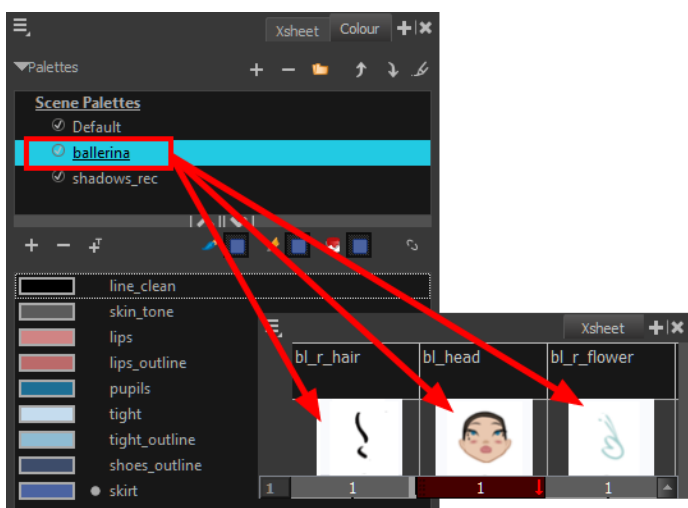 Xsheet Colour
Palettes
Scene Palettes
Default
ballerina
shadows_rec
line_clean
skin_tone
lips
lips_outline
pupils
tight
tight_outline
shoes_outline
skirt
Xsheet
bl_r_hair bl_head bl_r_flower
1 1 1 1